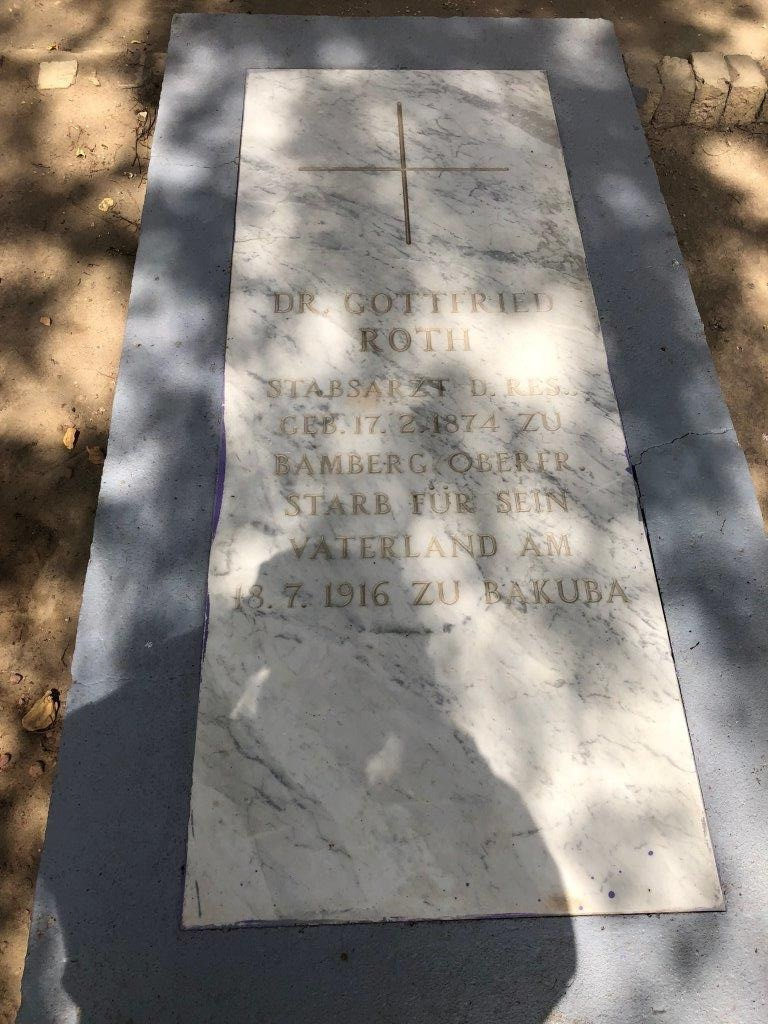 DR. GOTTFRIED
ROTH
STABSARZT D. RES.
GEB. 17. 2. 1874 ZU
BAMBERG, OBERFR.
STARB FÜR SEIN
VATERLAND AM
18. 7. 1916 ZU BAKUBA